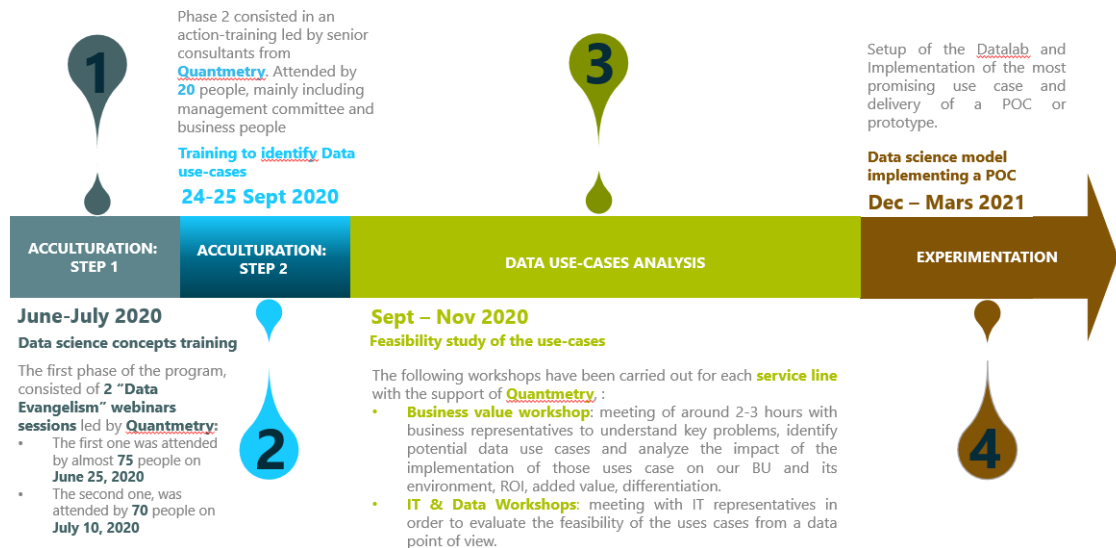 1
Phase 2 consisted in an
action-training led by senior
consultants from
Quantmetry. Attended by
20 people, mainly including
management committee and
business people
Training to identify Data
use-cases
24-25 Sept 2020
3
Setup of the Datalab and
Implementation of the most
promising use case and
delivery of a POC or
prototype.
Data science model
implementing a POC
Dec – Mars 2021
ACCULTURATION:
STEP 1
ACCULTURATION:
STEP 2
DATA USE-CASES ANALYSIS
EXPERIMENTATION
June-July 2020
Data science concepts training
The first phase of the program,
consisted of 2 “Data
Evangelism” webinars
sessions led by Quantmetry:
• The first one was attended
by almost 75 people on
June 25, 2020
• The second one, was
attended by 70 people on
July 10, 2020
2
Sept – Nov 2020
Feasibility study of the use-cases
The following workshops have been carried out for each service line
with the support of Quantmetry, :
• Business value workshop: meeting of around 2-3 hours with
business representatives to understand key problems, identify
potential data use cases and analyze the impact of the
implementation of those uses case on our BU and its
environment, ROI, added value, differentiation.
• IT & Data Workshops: meeting with IT representatives in
order to evaluate the feasibility of the uses cases from a data
point of view.
4